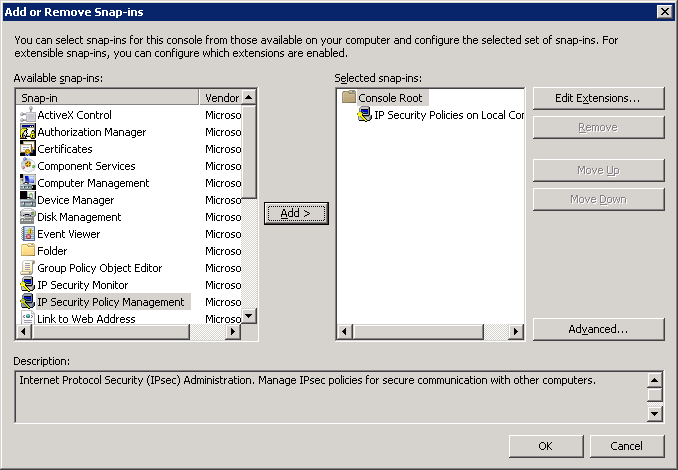 Add or Remove Snap-ins
You can select snap-ins for this console from those available on your computer and configure the selected set of snap-ins. For
extensible snap-ins, you can configure which extensions are enabled.
Available snap-ins:
Snap-in Vendor
ActiveX Control Microso
Authorization Manager Microso
Certificates Microso
Component Services Microso
Computer Management Microso
Device Manager Microso
Disk Management Microso
Event Viewer Microso
Folder Microso
Group Policy Object Editor Microso
IP Security Monitor Microso
IP Security Policy Management Microso
Link to Web Address Microso
Add >
Selected snap-ins:
Console Root
IP Security Policies on Local Cor
Edit Extensions...
Remove
Move Up
Move Down
Advanced...
Description:
Internet Protocol Security (IPsec) Administration. Manage IPsec policies for secure communication with other computers.
OK
Cancel